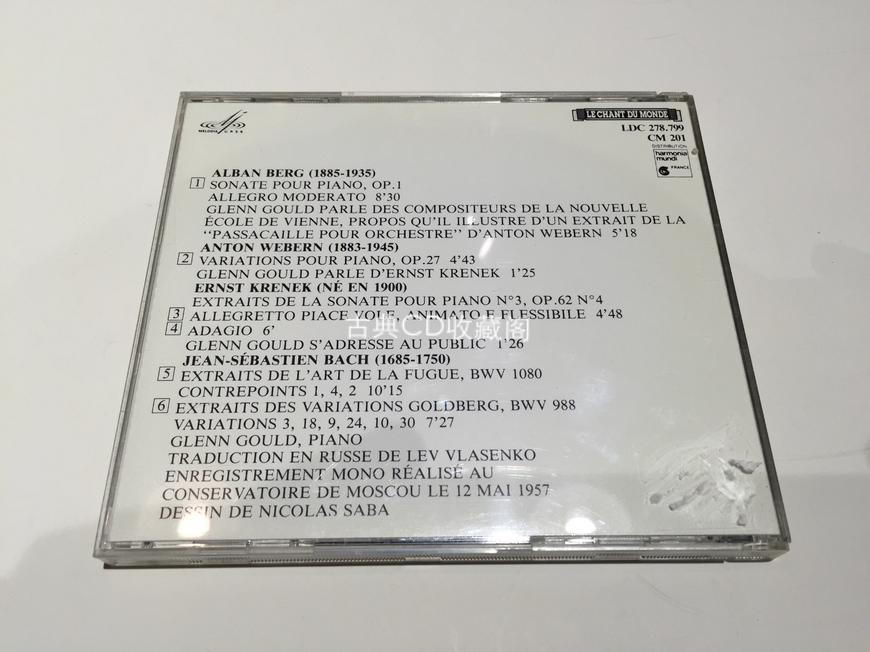 MELODIA U R S S
LE CHANT DU MONDE
LDC 278.799
CM 201
DISTRIBUTION
harmonia
mundi
FRANCE
ALBAN BERG (1885-1935)
1 SONATE POUR PIANO, OP.1
ALLEGRO MODERATO 8'30
GLENN GOULD PARLE DES COMPOSITEURS DE LA NOUVELLE
ÉCOLE DE VIENNE, PROPOS QU'IL ILLUSTRE D'UN EXTRAIT DE LA
"PASSACAILLE POUR ORCHESTRE" D'ANTON WEBERN 5'18
ANTON WEBERN (1883-1945)
2 VARIATIONS POUR PIANO, OP.27 4'43
GLENN GOULD PARLE D'ERNST KRENEK 1'25
ERNST KRENEK (NÉ EN 1900)
EXTRAITS DE LA SONATE POUR PIANO N°3, OP.62 N°4
3 ALLEGRETTO PIACE VOLE, ANIMATO E FLESSIBILE 4'48
古典CD收藏阁
4 ADAGIO 6'
GLENN GOULD S'ADRESSE AU PUBLIC 1'26
JEAN-SÉBASTIEN BACH (1685-1750)
5 EXTRAITS DE L'ART DE LA FUGUE, BWV 1080
CONTREPOINTS 1, 4, 2 10'15
6 EXTRAITS DES VARIATIONS GOLDBERG, BWV 988
VARIATIONS 3, 18, 9, 24, 10, 30 7'27
GLENN GOULD, PIANO
TRADUCTION EN RUSSE DE LEV VLASENKO
ENREGISTREMENT MONO RÉALISÉ AU
CONSERVATOIRE DE MOSCOU LE 12 MAI 1957
DESSIN DE NICOLAS SABA